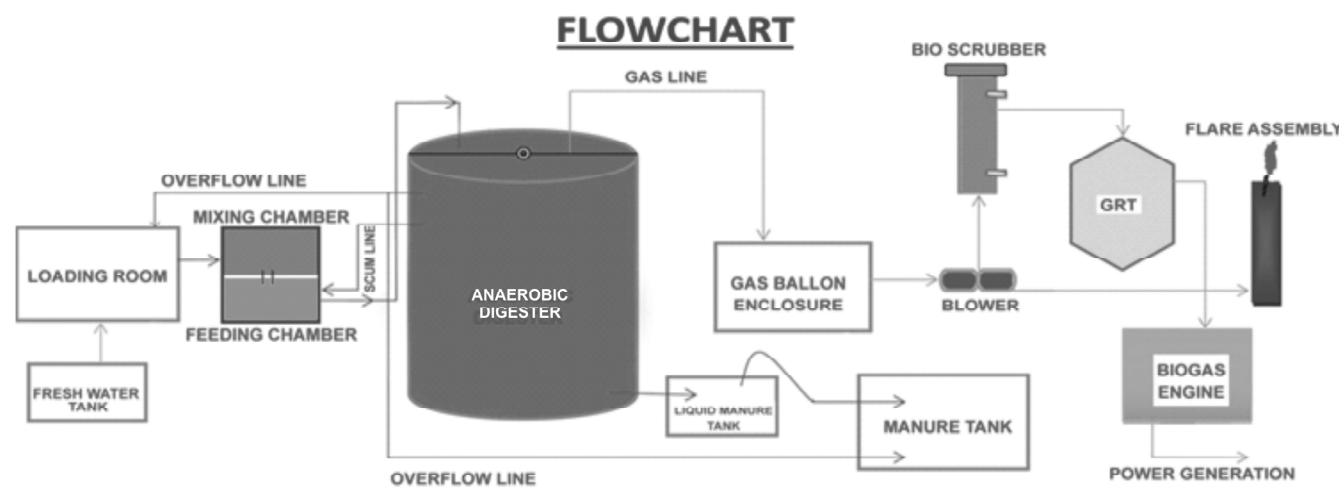 FLOWCHART
BIO SCRUBBER
GAS LINE
FLARE ASSEMBLY
OVERFLOW LINE
MIXING CHAMBER
GRT
SCUM LINE
LOADING ROOM
GAS BALLON
ENCLOSURE
ANAEROBIC
DIGESTER
BLOWER
FEEDING CHAMBER
FRESH WATER
TANK
BIOGAS
ENGINE
LIQUID MANURE
TANK
MANURE TANK
OVERFLOW LINE
POWER GENERATION